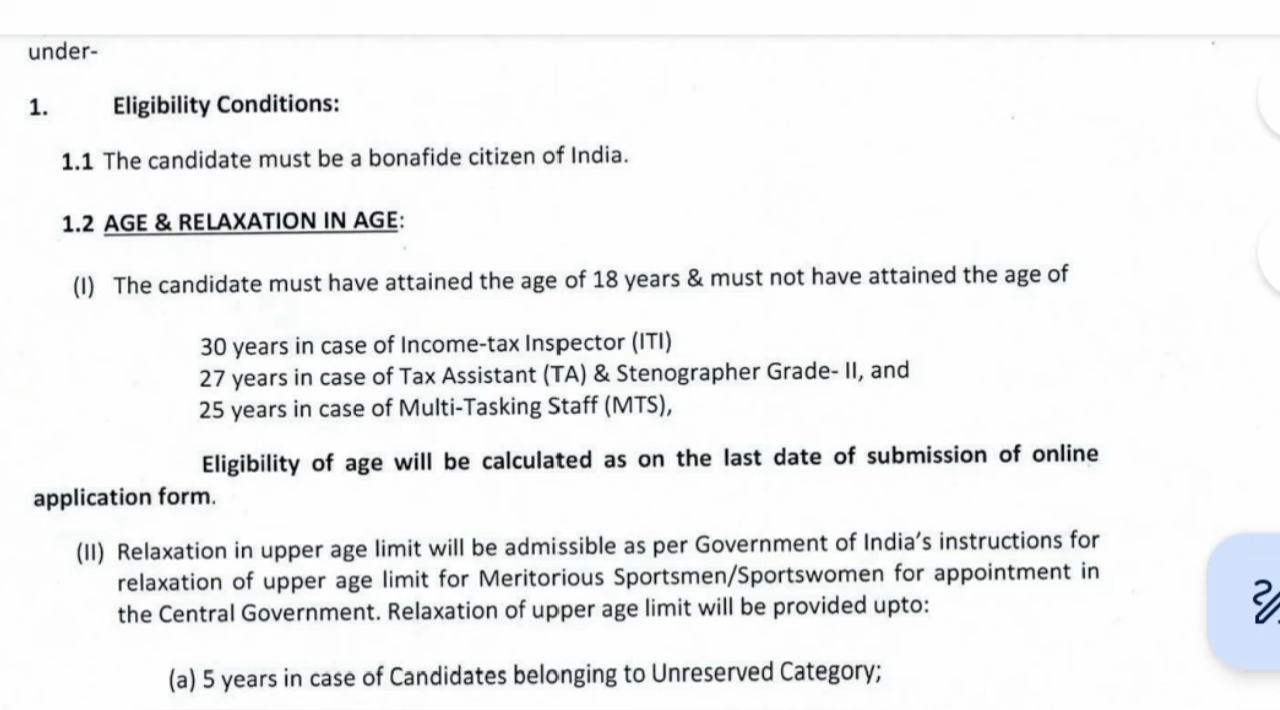 under-
1. Eligibility Conditions:
1.1 The candidate must be a bonafide citizen of India.
1.2 AGE & RELAXATION IN AGE:
(I) The candidate must have attained the age of 18 years & must not have attained the age of
30 years in case of Income-tax Inspector (ITI)
27 years in case of Tax Assistant (TA) & Stenographer Grade- II, and
25 years in case of Multi-Tasking Staff (MTS),
Eligibility of age will be calculated as on the last date of submission of online
application form.
(II) Relaxation in upper age limit will be admissible as per Government of India's instructions for
relaxation of upper age limit for Meritorious Sportsmen/Sportswomen for appointment in
the Central Government. Relaxation of upper age limit will be provided upto:
(a) 5 years in case of Candidates belonging to Unreserved Category;